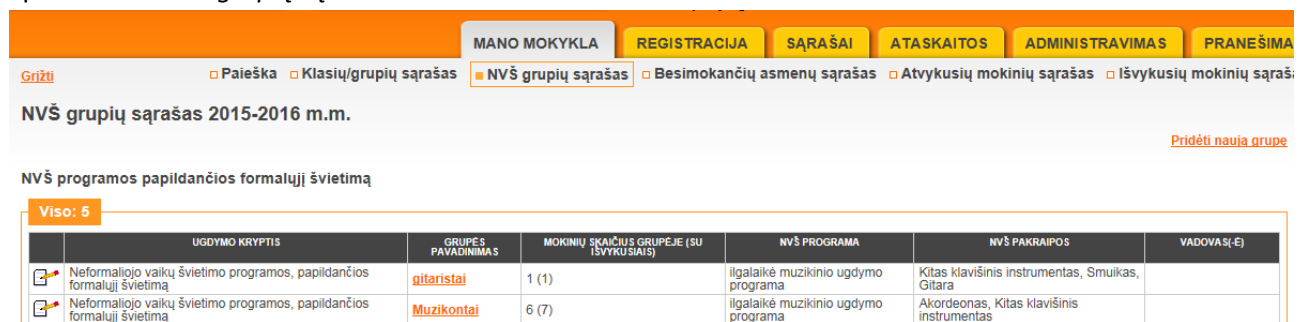 MANO MOKYKLA REGISTRACIJA SĄRAŠAI ATASKAITOS ADMINISTRAVIMAS PRANEŠIMA
Grįžti Paieška Klasių/grupių sąrašas NVŠ grupių sąrašas Besimokančių asmenų sąrašas Atvykusių mokinių sąrašas Išvykusių mokinių sąraša
NVŠ grupių sąrašas 2015-2016 m.m.
Pridėti naują grupę
NVŠ programos papildančios formalųjį švietimą
Viso: 5
UGDYMO KRYPTIS GRUPĖS PAVADINIMAS MOKINIŲ SKAIČIUS GRUPĖJE (SU IŠVYKUSIAIS) NVŠ PROGRAMA NVŠ PAKRAIPOS VADOVAS(-Ė)
Neformaliojo vaikų švietimo programos, papildančios formalųjį švietimą gitaristai 1 (1) ilgalaikė muzikinio ugdymo programa Kitas klavišinis instrumentas, Smuikas, Gitara
Neformaliojo vaikų švietimo programos, papildančios formalųjį švietimą Muzikontai 6 (7) ilgalaikė muzikinio ugdymo programa Akordeonas, Kitas klavišinis instrumentas